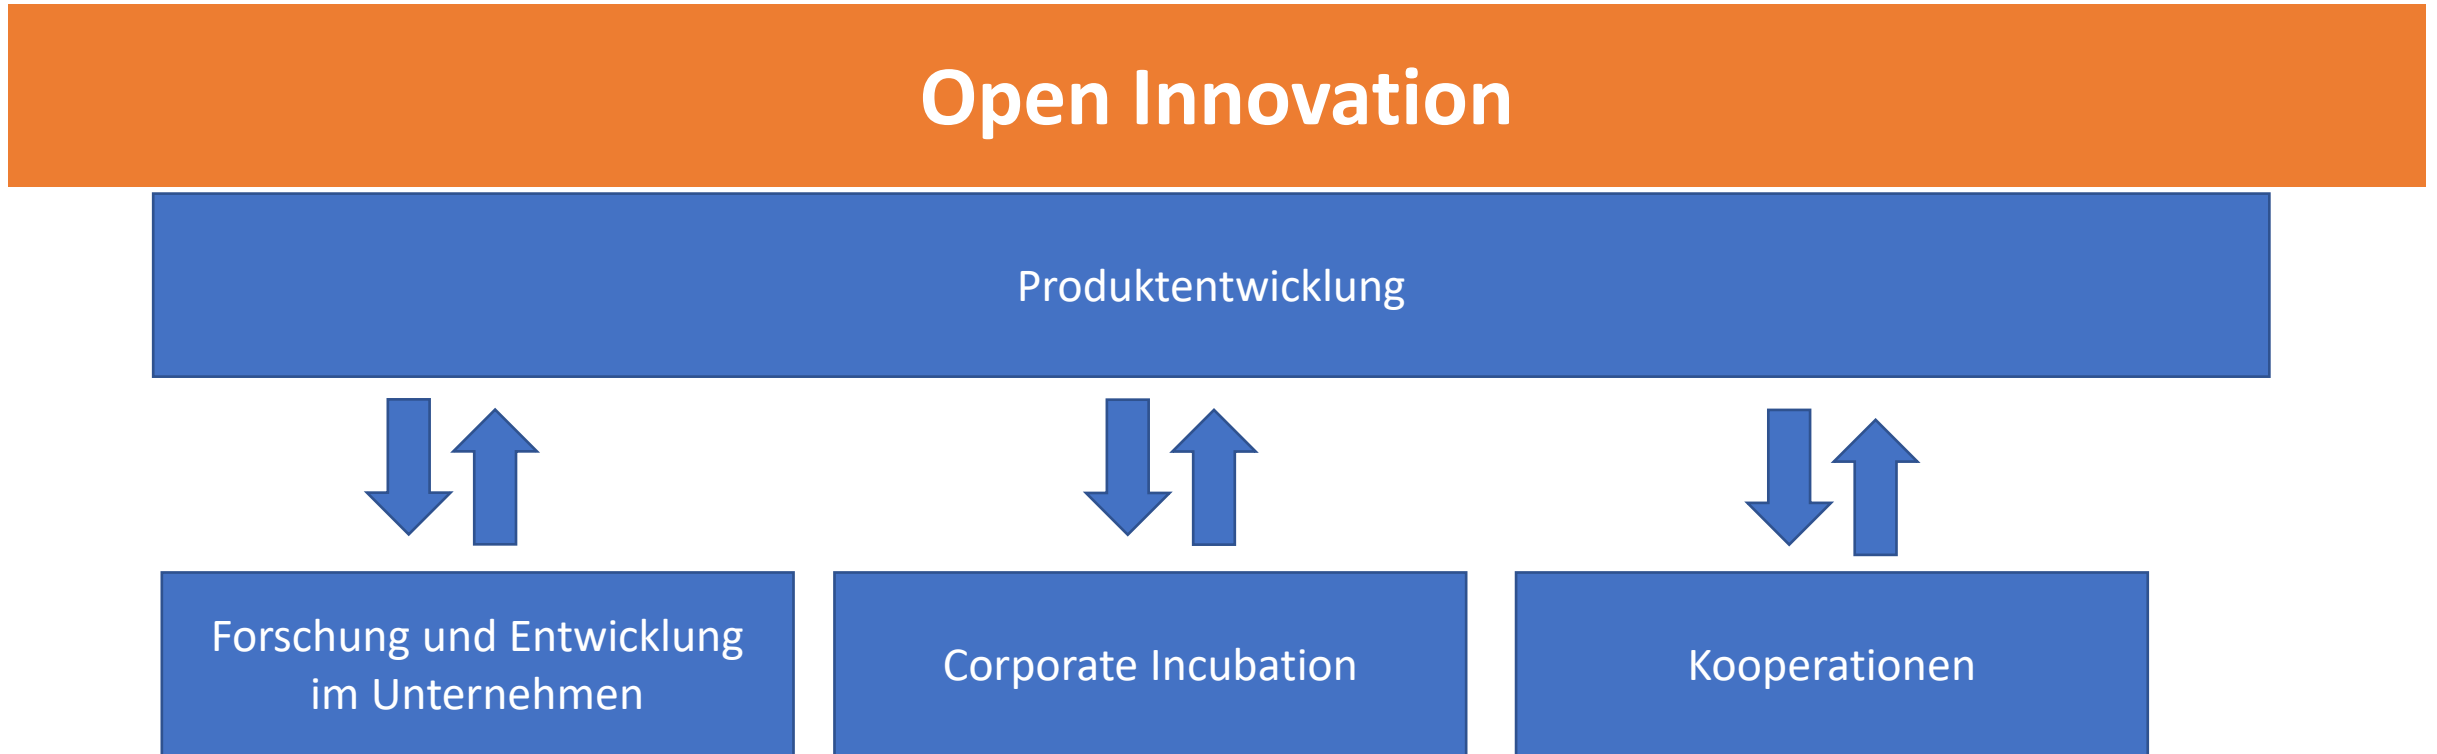 Open Innovation
Produktentwicklung
Forschung und Entwicklung
im Unternehmen
Corporate Incubation
Kooperationen